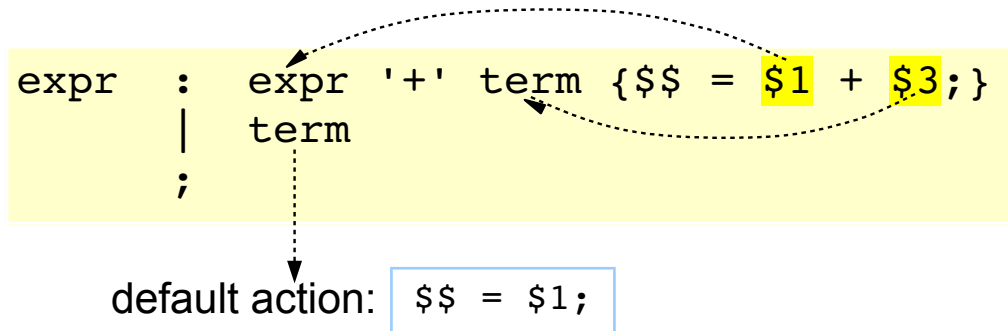 expr : expr '+' term {$$ = $1 + $3;}
| term
;
default action: $$ = $1;